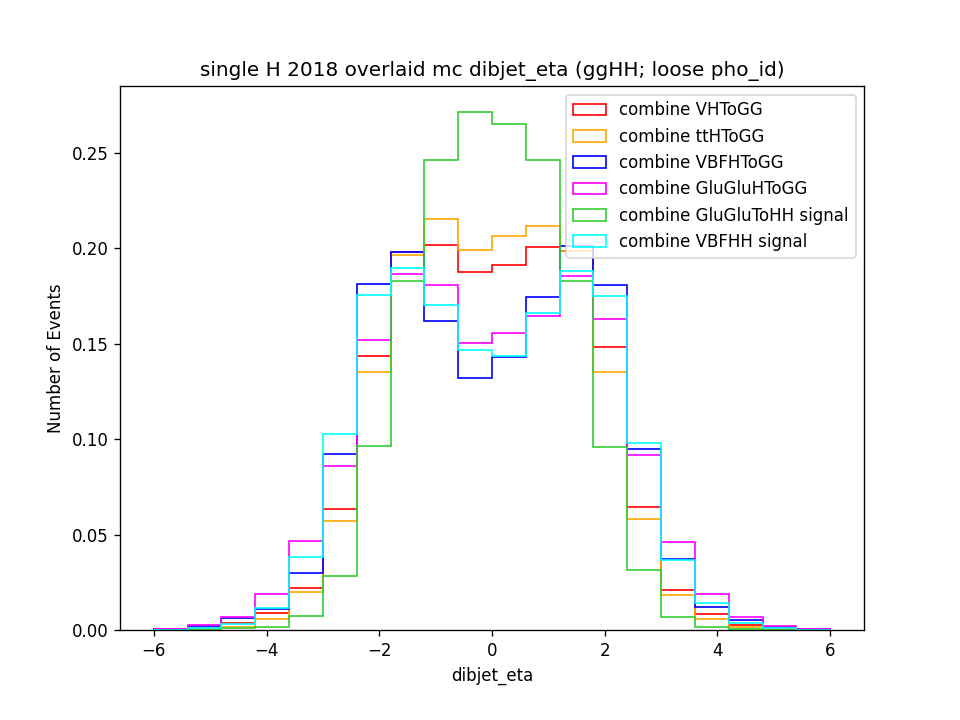 single H 2018 overlaid mc dibjet_eta (ggHH; loose pho_id)
combine VHToGG
combine ttHToGG
combine VBFHToGG
combine GluGluHToGG
combine GluGluToHH signal
combine VBFHH signal
Number of Events
0.25
0.20
0.15
0.10
0.05
0.00
−6
−4
−2
0
2
4
6
dibjet_eta